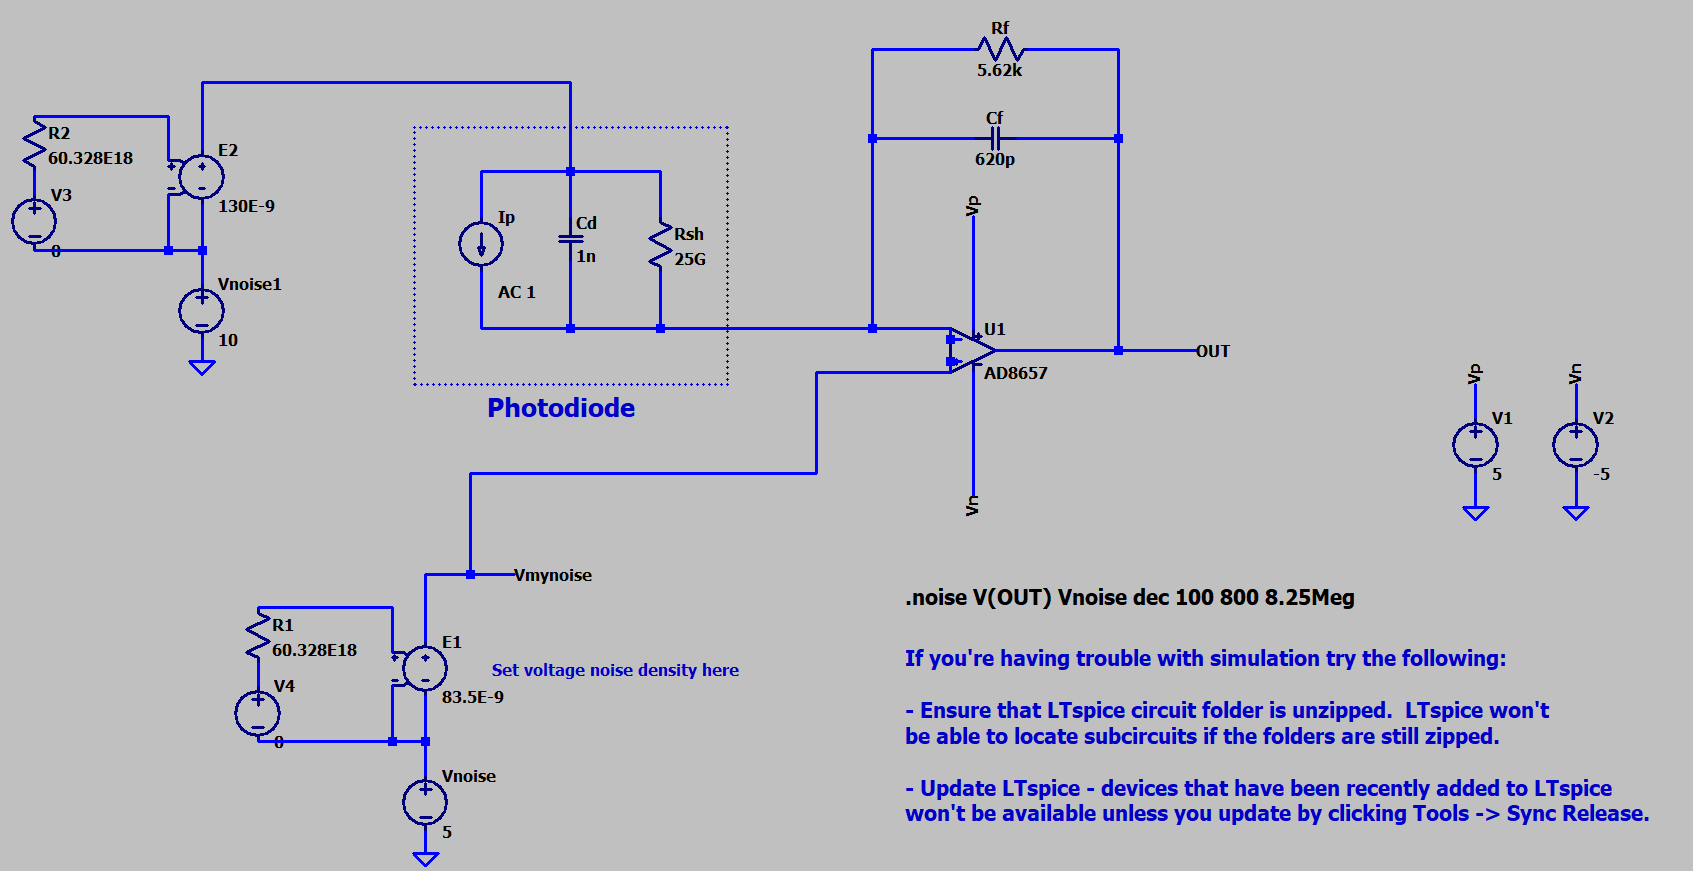 Rf
5.62k
Cf
620p
R2
60.328E18
E2
130E-9
V3
0
Vnoise1
10
Ip
AC 1
Cd
1n
Rsh
25G
Photodiode
Vp
U1
AD8657
OUT
Vn
Vp
V1
5
Vn
V2
-5
Vmynoise
R1
60.328E18
E1
83.5E-9
Set voltage noise density here
V4
0
Vnoise
5
.noise V(OUT) Vnoise dec 100 800 8.25Meg
If you're having trouble with simulation try the following:
- Ensure that LTspice circuit folder is unzipped. LTspice won't
be able to locate subcircuits if the folders are still zipped.
- Update LTspice - devices that have been recently added to LTspice
won't be available unless you update by clicking Tools -> Sync Release.